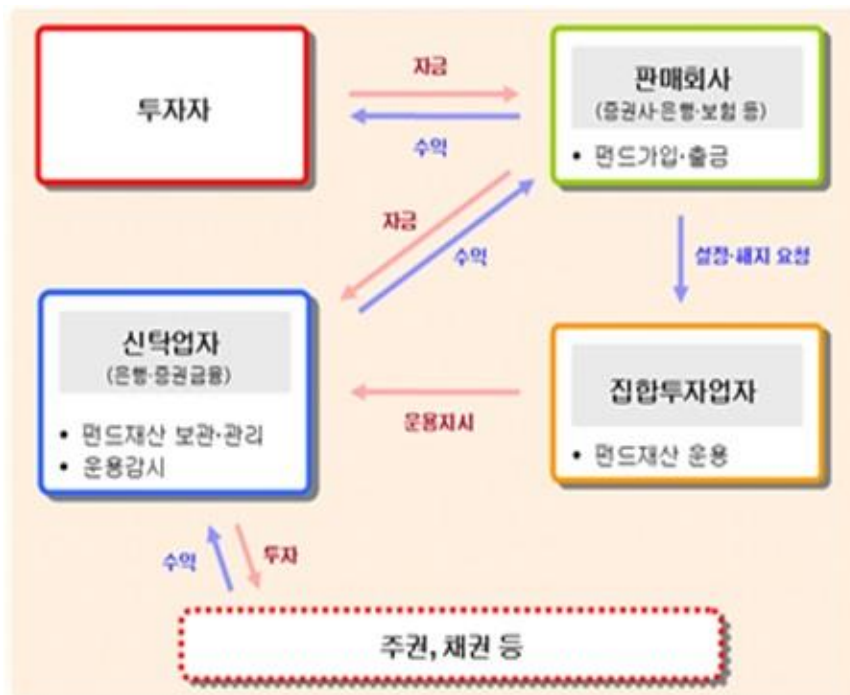 투자자
자금
수익
판매회사
(증권사·은행·보험 등)
• 펀드가입·출금
자금
수익
설정·해지 요청
신탁업자
(은행·증권금융)
• 펀드재산 보관·관리
• 운용감시
운용지시
집합투자업자
• 펀드재산 운용
수익
투자
주권, 채권 등